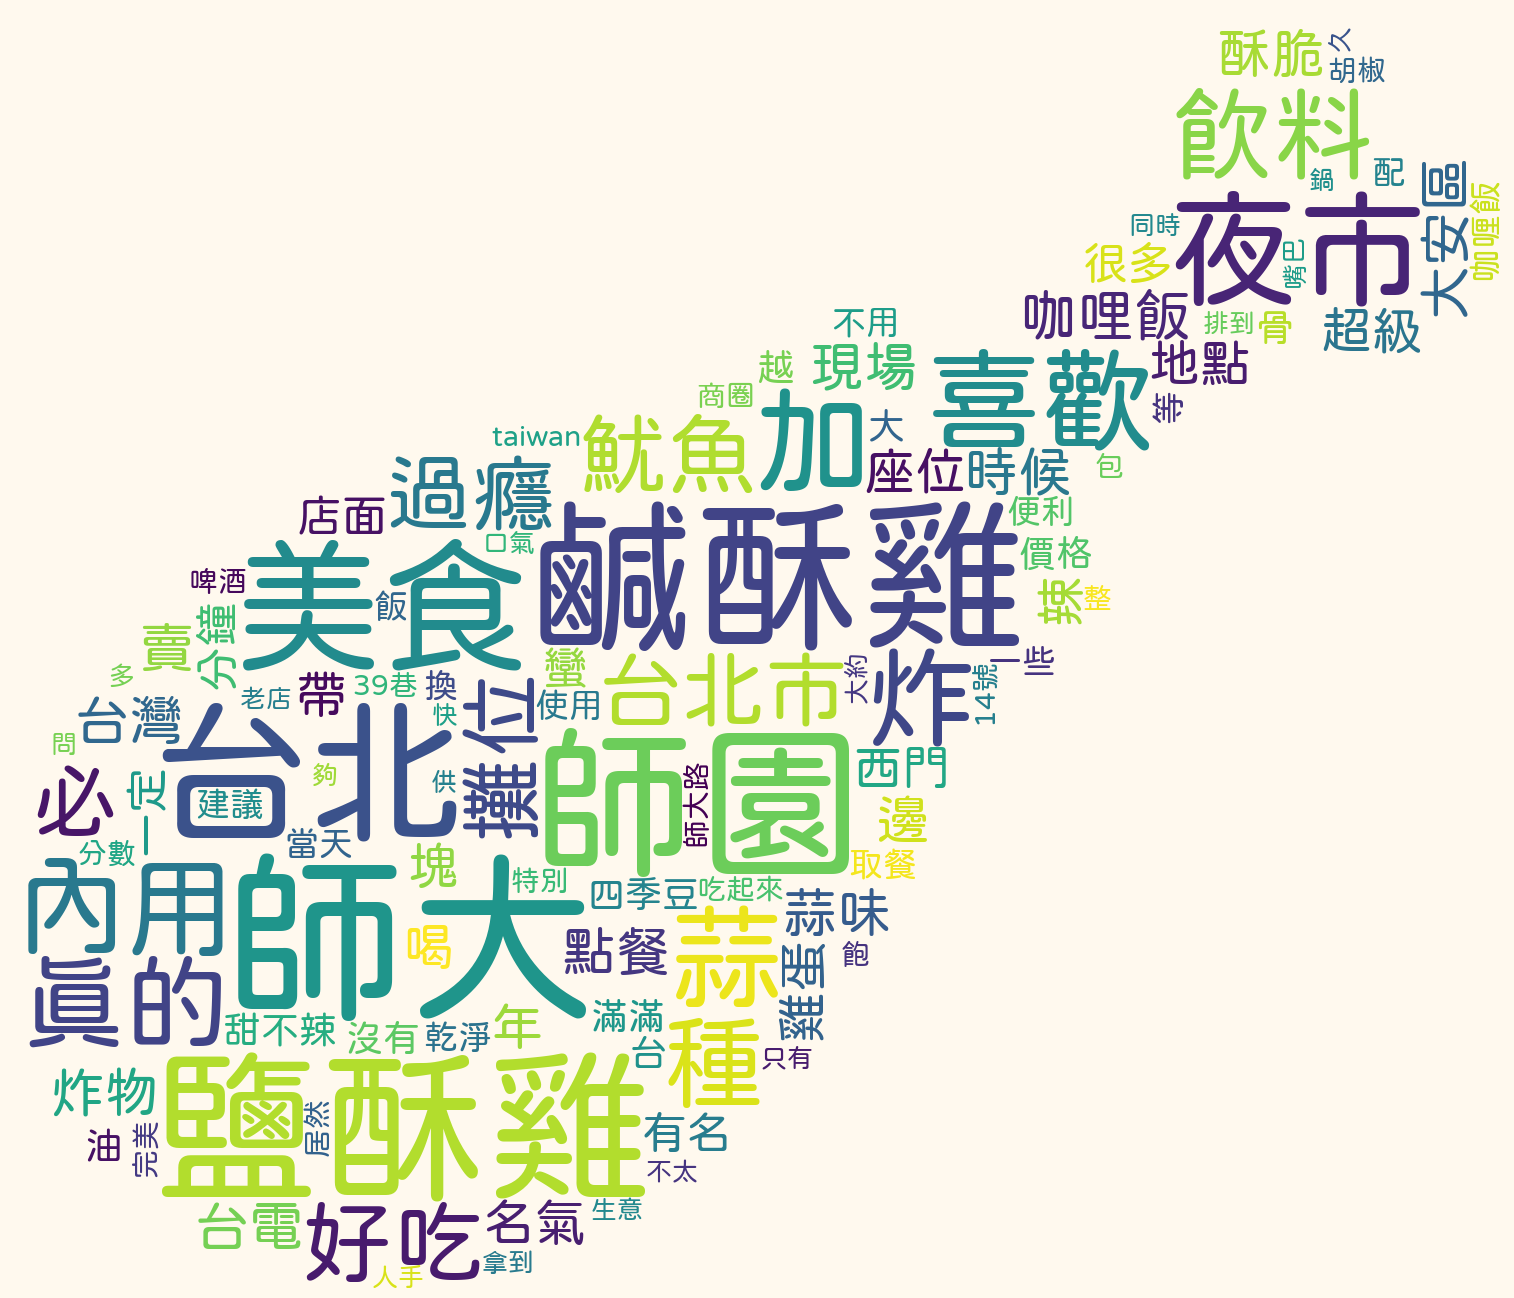 酥脆
久
胡椒
飲料
鍋
配
大安區
咖喱飯
夜市
同時
很多
嘴巴
咖哩飯
排到
骨
超級
不用
現場
越
喜歡
地點
等
商圈
加
大
taiwan
魷魚
座位
時候
包
過癮
店面
口氣
鹹酥雞
便利
價格
辣
整
美食
啤酒
飯
分鐘
賣
多
老店
帶
39巷
換
蠻
台北市
大約
炸
一些
14號
台灣
台北
快
攤位
使用
問
必
一定
建議
夠
供
師園
師大路
西門
邊
分數
當天
塊
取餐
內用
師大
特別
四季豆
吃起來
蒜味
喝
點餐
蒜
雞蛋
飽
真的
甜不辣
沒有
乾淨
年
滿滿
台
種
只有
炸物
鹽酥雞
居然
油
完美
有名
不太
台電
好吃
名氣
生意
拿到
人手